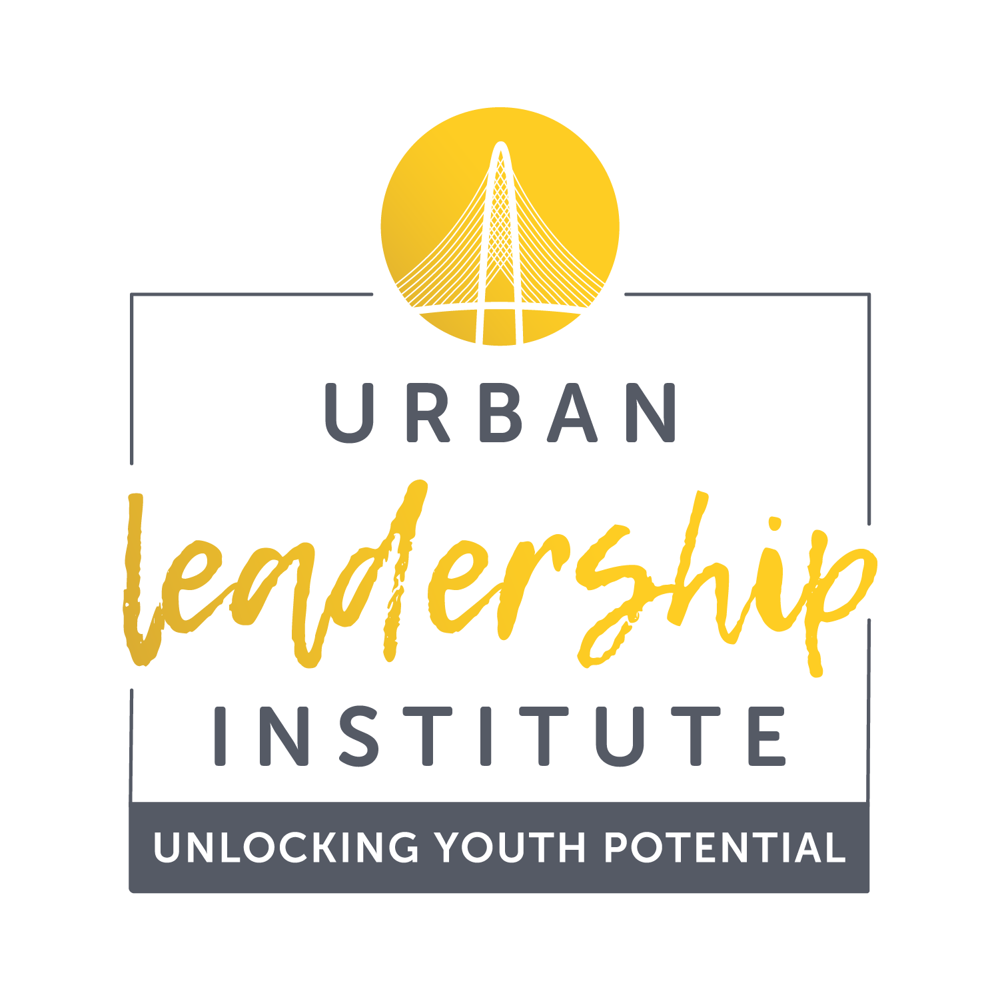 URBAN
leadership
INSTITUTE
UNLOCKING YOUTH POTENTIAL